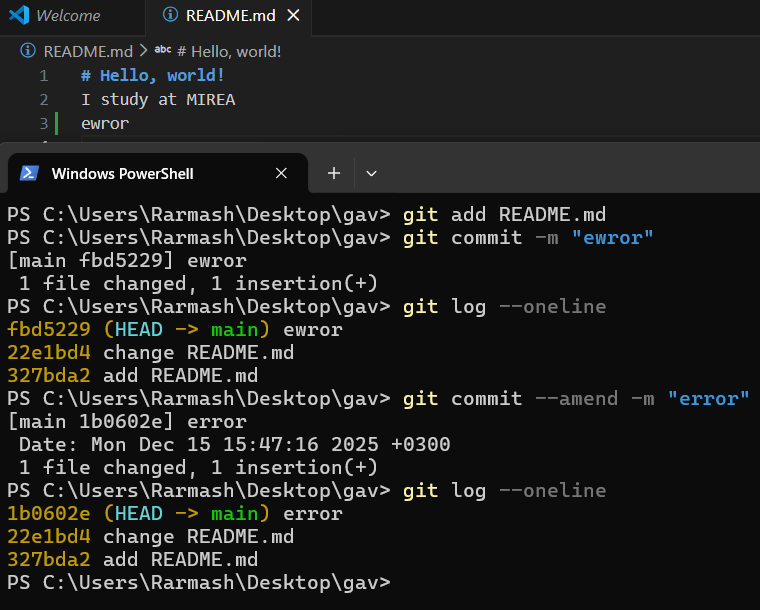 Welcome README.md
README.md > abc # Hello, world!
1 # Hello, world!
2 I study at MIREA
3 ewror
Windows PowerShell
PS C:\Users\Rarmash\Desktop\gav> git add README.md
PS C:\Users\Rarmash\Desktop\gav> git commit -m "ewror"
[main fbd5229] ewror
 1 file changed, 1 insertion(+)
PS C:\Users\Rarmash\Desktop\gav> git log --oneline
fbd5229 (HEAD -> main) ewror
22e1bd4 change README.md
327bda2 add README.md
PS C:\Users\Rarmash\Desktop\gav> git commit --amend -m "error"
[main 1b0602e] error
 Date: Mon Dec 15 15:47:16 2025 +0300
 1 file changed, 1 insertion(+)
PS C:\Users\Rarmash\Desktop\gav> git log --oneline
1b0602e (HEAD -> main) error
22e1bd4 change README.md
327bda2 add README.md
PS C:\Users\Rarmash\Desktop\gav>